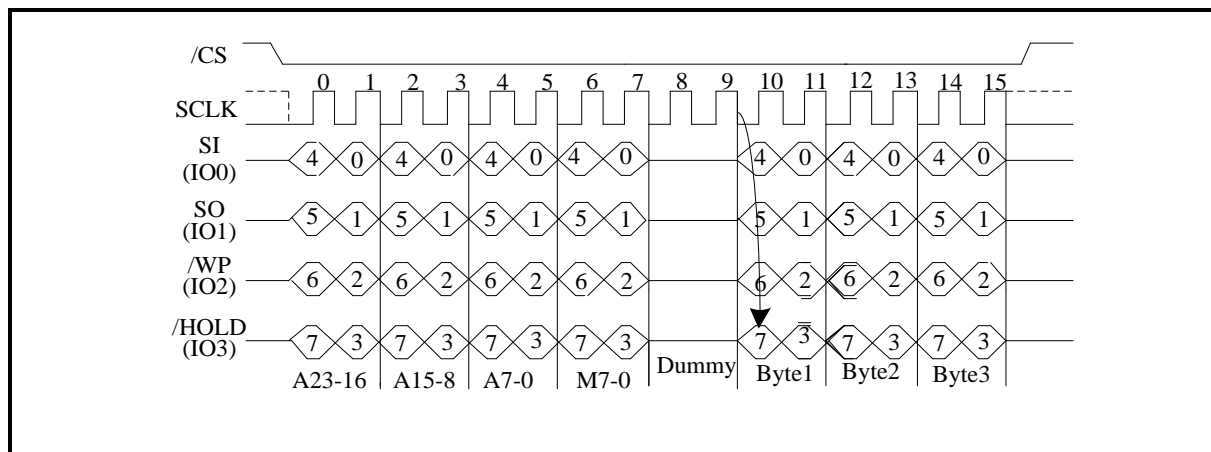 /CS
0 1 2 3 4 5 6 7 8 9 10 11 12 13 14 15
SCLK
SI
(IO0)
4 0 4 0 4 0 4 0 4 0 4 0 4 0
SO
(IO1)
5 1 5 1 5 1 5 1 5 1 5 1 5 1
/WP
(IO2)
6 2 6 2 6 2 6 2 6 2 6 2 6 2
/HOLD
(IO3)
7 3 7 3 7 3 7 3 7 3 7 3 7 3
A23-16 A15-8 A7-0 M7-0 Dummy Byte1 Byte2 Byte3